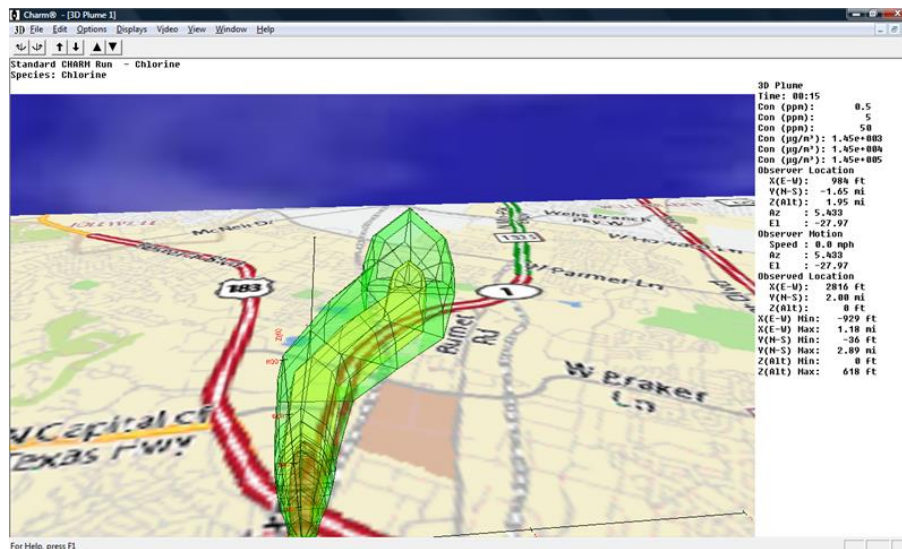 Charm® - [3D Plume 1]
3D File Edit Options Displays Video View Window Help
Standard CHARM Run - Chlorine
Species: Chlorine
3D Plume
Time: 00:15
Con (ppm): 0.5
Con (ppm): 5
Con (ppm): 50
Con (µg/m³): 1.45e+003
Con (µg/m³): 1.45e+004
Con (µg/m³): 1.45e+005
Observer Location
X(E-W): 984 ft
Y(N-S): -1.65 mi
Z(Alt): 1.95 mi
Az : 5.433
El : -27.97
Observer Motion
Speed : 0.0 mph
Az : 5.433
El : -27.97
Observed Location
X(E-W): 2816 ft
Y(N-S): 2.00 mi
Z(Alt): 0 ft
X(E-W) Min: -929 ft
X(E-W) Max: 1.18 mi
Y(N-S) Min: -36 ft
Y(N-S) Max: 2.89 mi
Z(Alt) Min: 0 ft
Z(Alt) Max: 618 ft
JOLLYVILLE
McNeil Dr
1325
W Parmer Ln
183
1
Burnet
Rd
W Braker
Ln
W Capital of
Texas Hwy
For Help, press F1